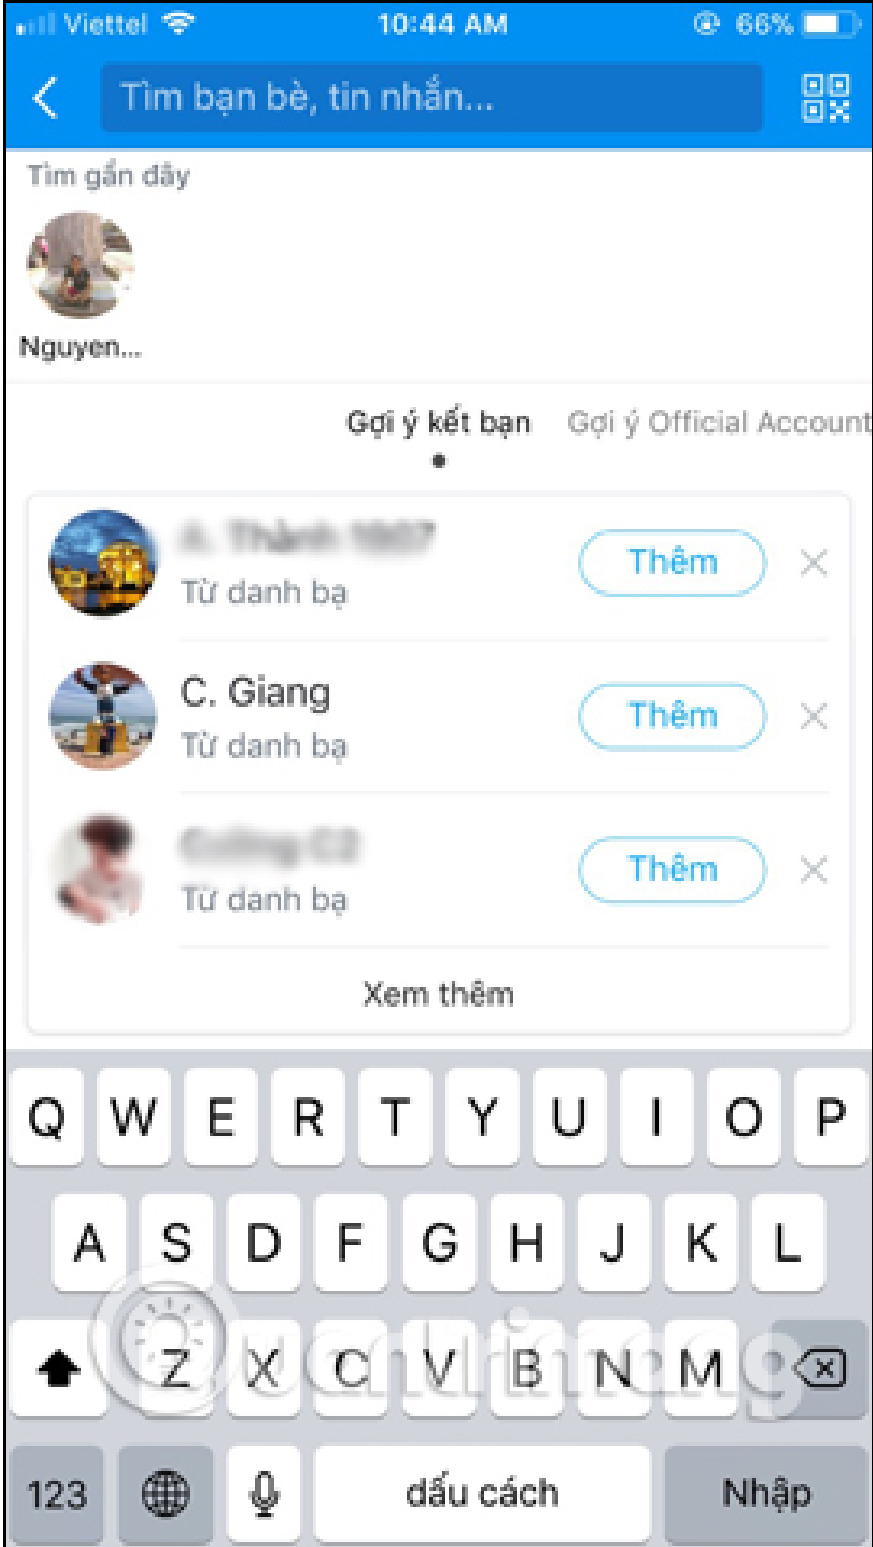 Viettel 10:44 AM 66%
Tìm bạn bè, tin nhắn...
Tìm gần đây
Nguyen...
Gợi ý kết bạn Gợi ý Official Account
Từ danh bạ
Thêm
C. Giang
Từ danh bạ
Thêm
Từ danh bạ
Thêm
Xem thêm
Q W E R T Y U I O P
A S D F G H J K L
Z X C V B N M
Quantrimang
123 dấu cách Nhập